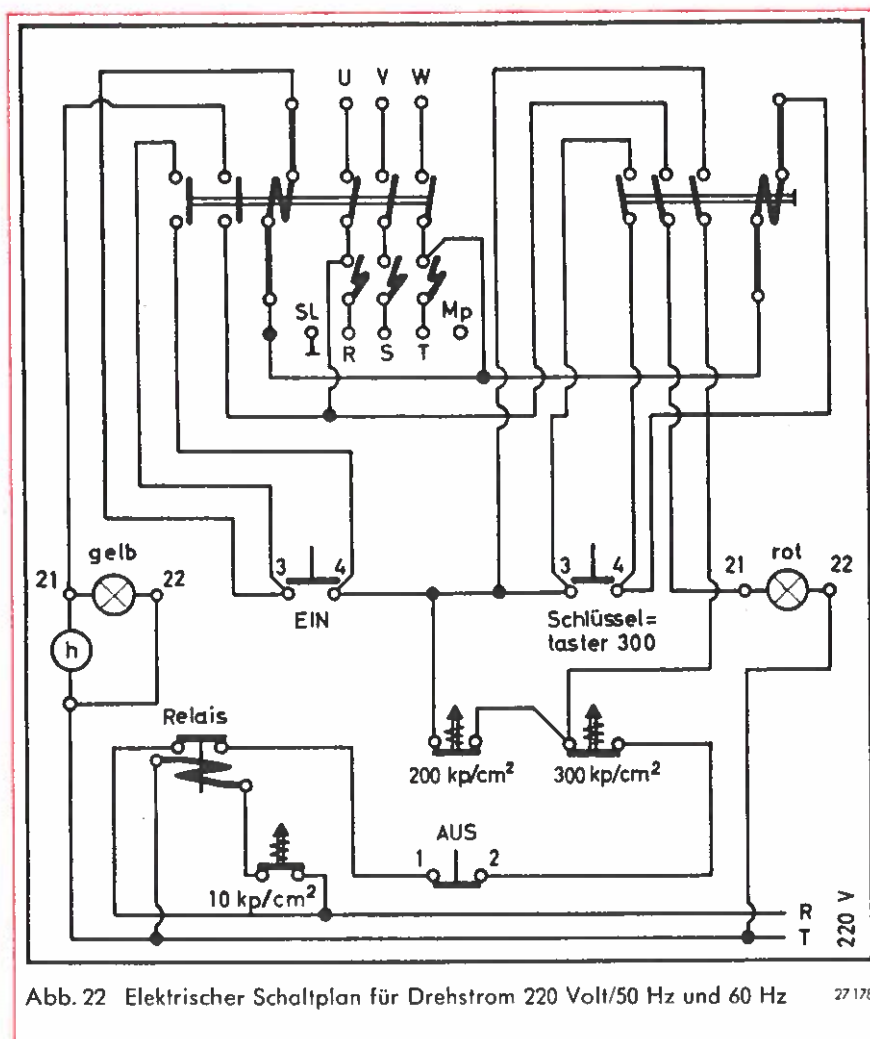 U V W
SL Mp
R S T
gelb
21 22
3 4
EIN
3 4
Schlüssel=
taster 300
rot
21 22
h
Relais
200 kp/cm²
300 kp/cm²
AUS
1 2
10 kp/cm²
R
T
220 V
Abb. 22 Elektrischer Schaltplan für Drehstrom 220 Volt/50 Hz und 60 Hz
27178